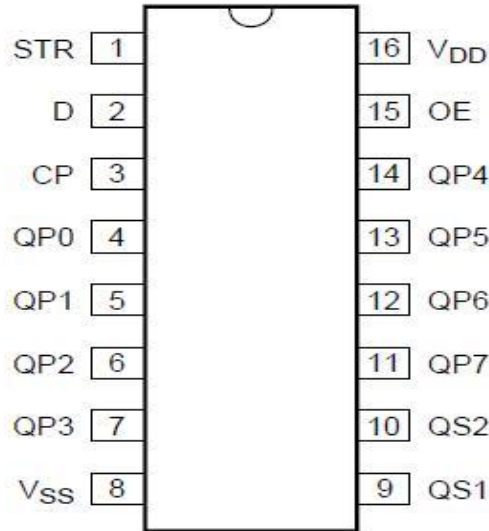 STR 1 16 VDD
D 2 15 OE
CP 3 14 QP4
QP0 4 13 QP5
QP1 5 12 QP6
QP2 6 11 QP7
QP3 7 10 QS2
VSS 8 9 QS1